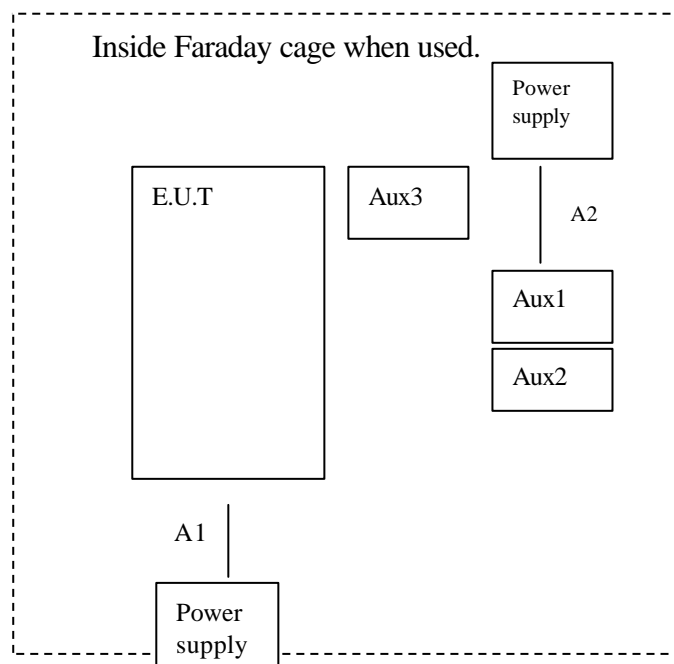 Inside Faraday cage when used.
Power
supply
E.U.T
Aux3
A2
Aux1
Aux2
A1
Power
supply